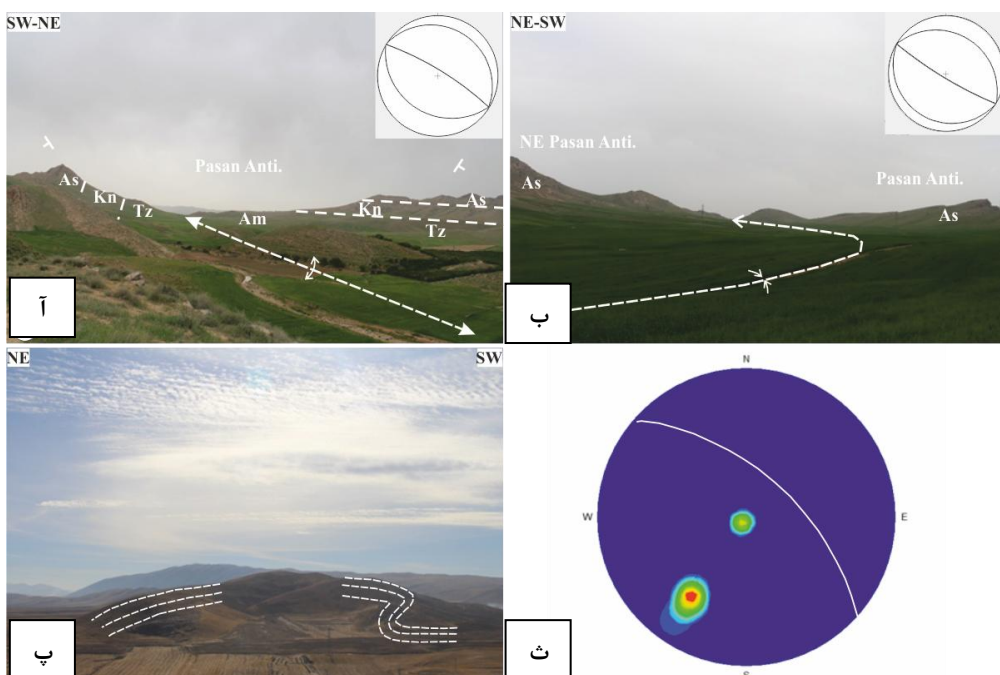 SW-NE
Pasan Anti.
As
Kn
Tz
Am
Kn
As
Tz
آ
NE-SW
NE Pasan Anti.
As
Pasan Anti.
As
ب
NE
SW
پ
N
W
E
ث